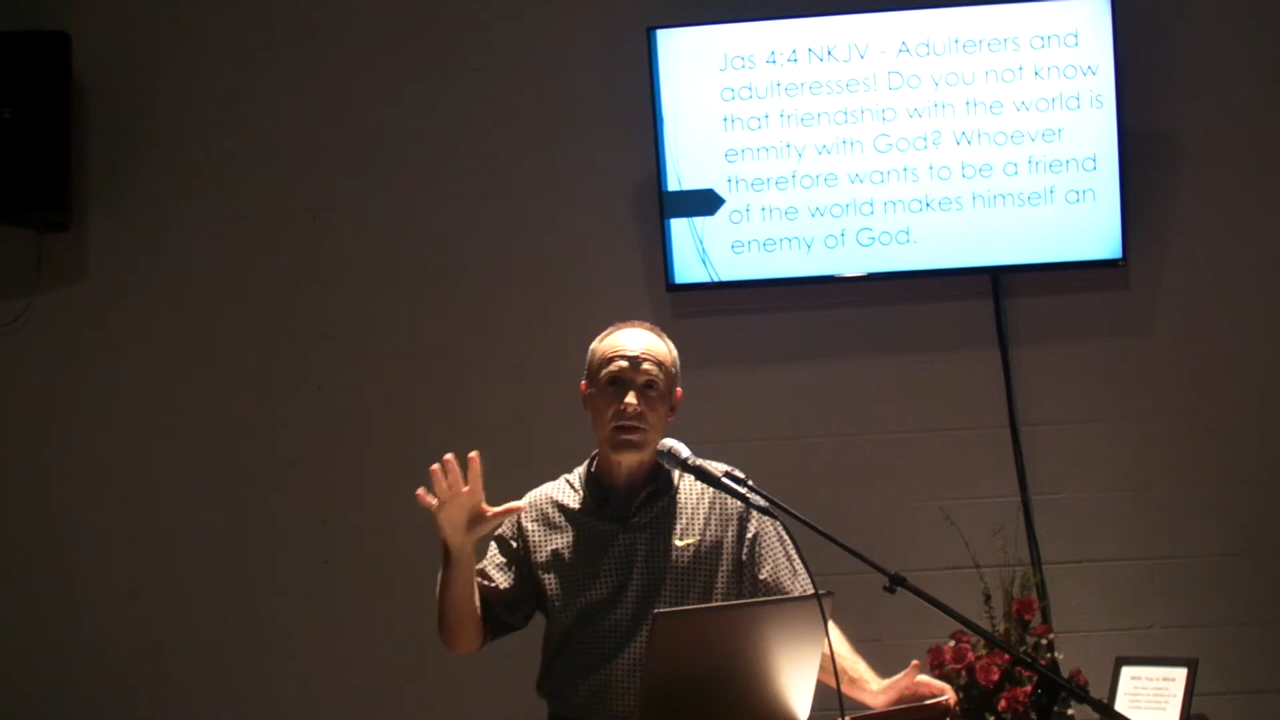 Jas 4:4 NKJV - Adulterers and
adulteresses! Do you not know
that friendship with the world is
enmity with God? Whoever
therefore wants to be a friend
of the world makes himself an
enemy of God.